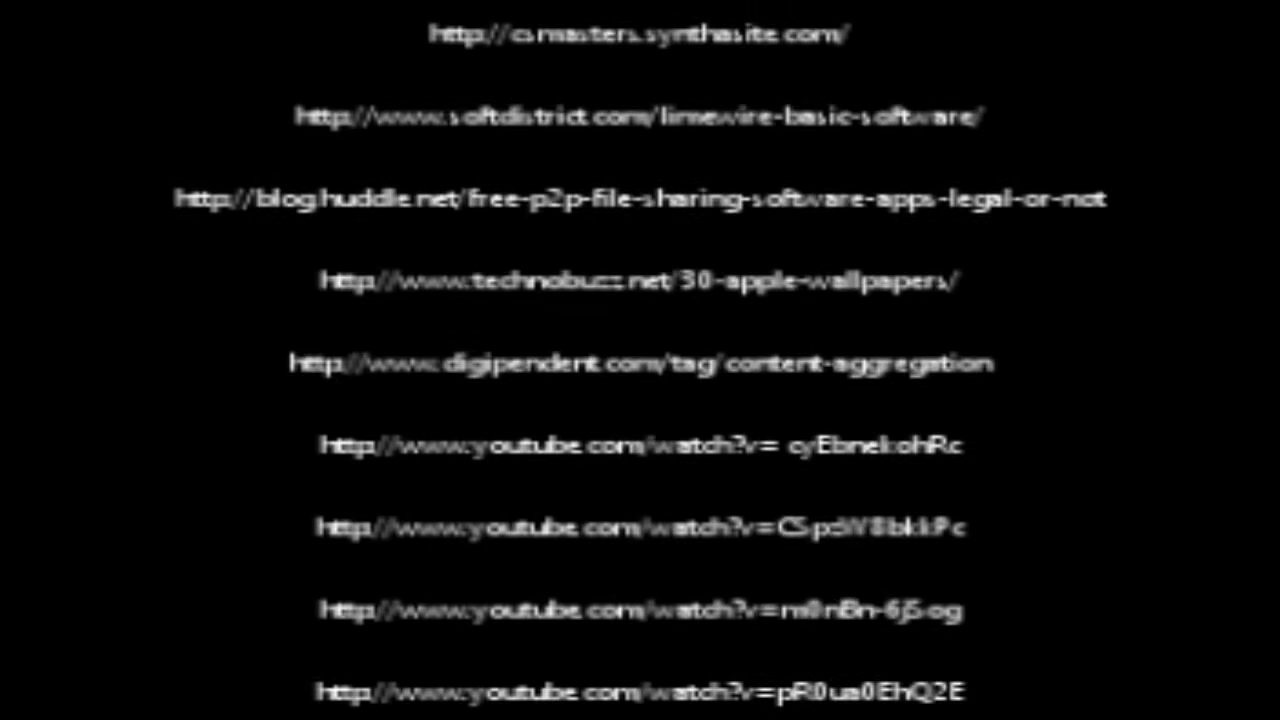 http://csmasters.synthasite.com/
http://www.softdistrict.com/limewire-basic-software/
http://blog.huddle.net/free-p2p-file-sharing-software-apps-legal-or-not
http://www.technobuzz.net/30-apple-wallpapers/
http://www.digipendent.com/tag/content-aggregation
http://www.youtube.com/watch?v= cyEbnekohRc
http://www.youtube.com/watch?v=
http://www.youtube.com/watch?v=
http://www.youtube.com/watch?v=pR0ua0EhQ2E